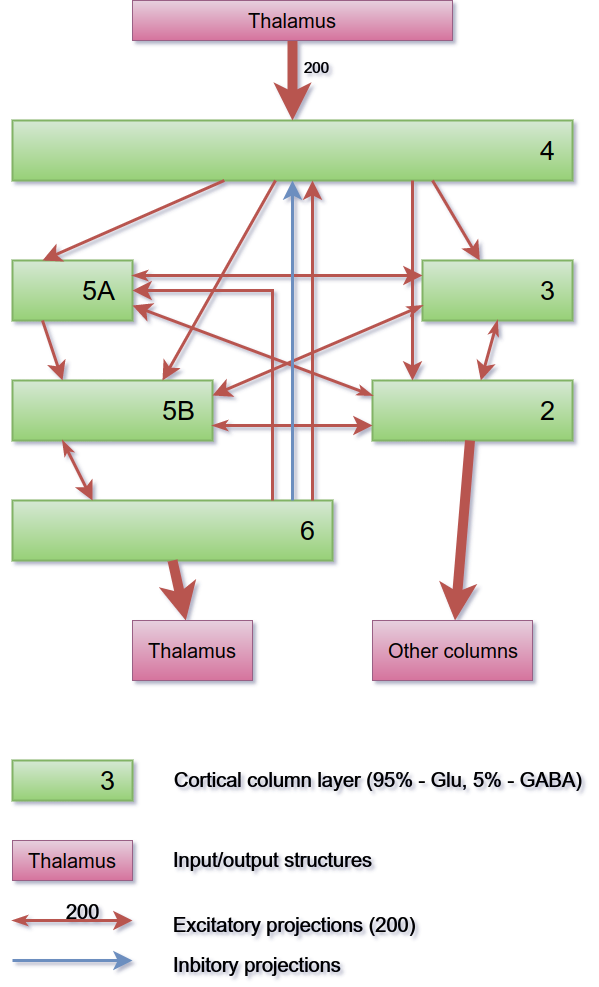 Thalamus
200
4
5A
3
5B
2
6
Thalamus
Other columns
3
Cortical column layer (95% - Glu, 5% - GABA)
Thalamus
Input/output structures
200
Excitatory projections (200)
Inbitory projections